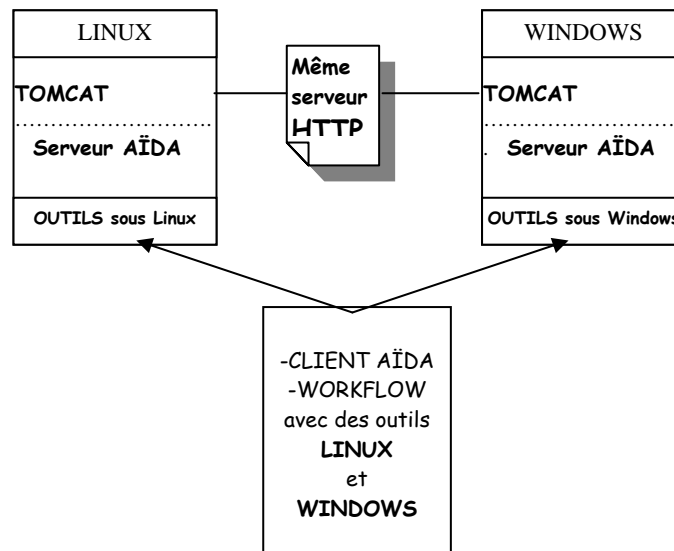 LINUX
TOMCAT
................................
Serveur AÏDA
OUTILS sous Linux
Même
serveur
HTTP
WINDOWS
TOMCAT
................................
. Serveur AÏDA
OUTILS sous Windows
-CLIENT AÏDA
-WORKFLOW
avec des outils
LINUX
et
WINDOWS